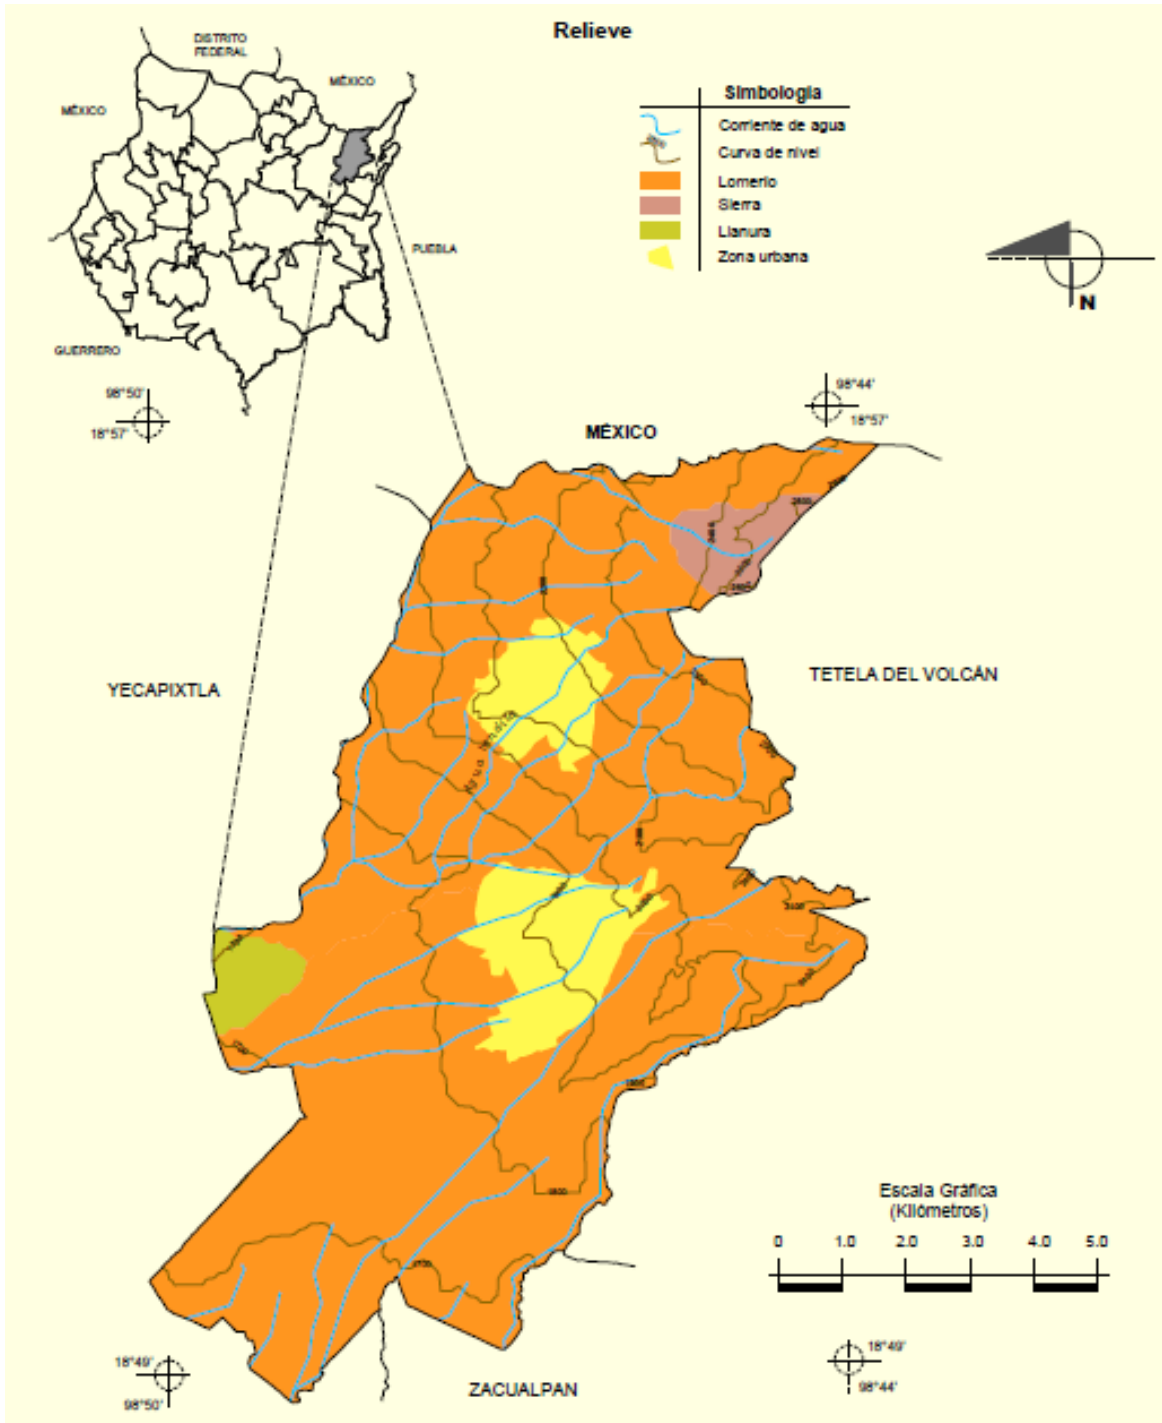 Relieve
DISTRITO
FEDERAL
MÉXICO
MÉXICO
PUEBLA
GUERRERO
Simbología
Corriente de agua
Curva de nivel
Lomerío
Sierra
Llanura
Zona urbana
N
98°50'
18°57'
98°44'
18°57'
MÉXICO
YECAPIXTLA
TETELA DEL VOLCÁN
Agua
Escala Gráfica
(Kilómetros)
0 1.0 2.0 3.0 4.0 5.0
18°49'
98°50'
ZACUALPAN
18°49'
98°44'